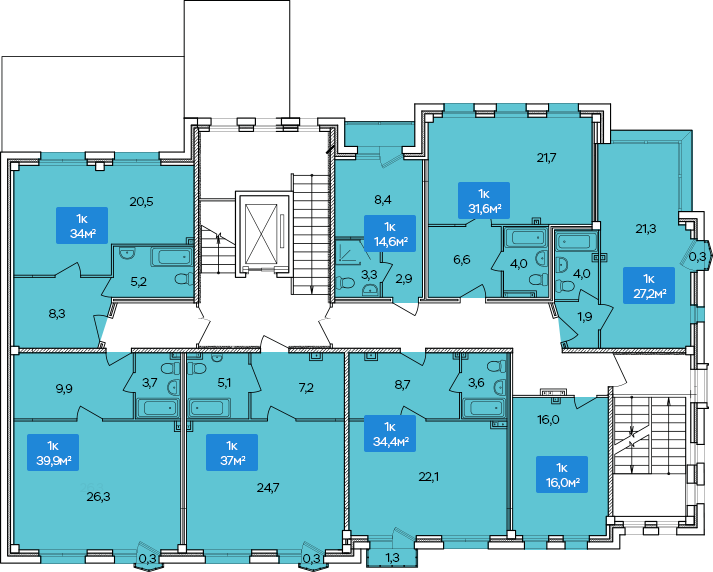 20,5
1к
34м²
5,2
8,3
8,4
1к
14,6м²
3,3
2,9
21,7
1к
31,6м²
6,6
4,0
4,0
1,9
21,3
0,3
1к
27,2м²
9,9
3,7
1к
39,9м²
26,3
0,3
5,1
7,2
1к
37м²
24,7
0,3
8,7
3,6
1к
34,4м²
22,1
1,3
16,0
1к
16,0м²